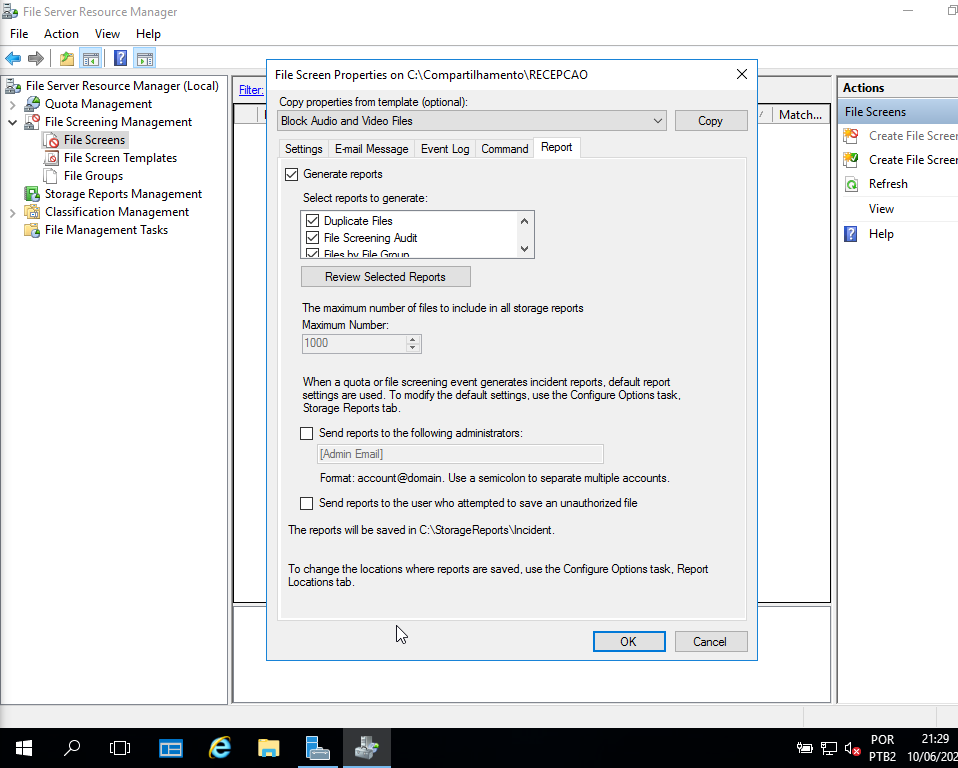 File Server Resource Manager
File Action View Help
File Server Resource Manager (Local)
Quota Management
File Screening Management
File Screens
File Screen Templates
File Groups
Storage Reports Management
Classification Management
File Management Tasks
Filter:
Match...
File Screen Properties on C:\Compartilhamento\RECEPCAO
Copy properties from template (optional):
Block Audio and Video Files
Copy
Settings E-mail Message Event Log Command Report
Generate reports
Select reports to generate:
Duplicate Files
File Screening Audit
Files by File Group
Review Selected Reports
The maximum number of files to include in all storage reports
Maximum Number:
1000
When a quota or file screening event generates incident reports, default report
settings are used. To modify the default settings, use the Configure Options task,
Storage Reports tab.
Send reports to the following administrators:
[Admin Email]
Format: account@domain. Use a semicolon to separate multiple accounts.
Send reports to the user who attempted to save an unauthorized file
The reports will be saved in C:\StorageReports\Incident.
To change the locations where reports are saved, use the Configure Options task, Report
Locations tab.
OK Cancel
Actions
File Screens
Create File Screen
Create File Screen
Refresh
View
Help
POR
PTB2
21:29
10/06/202